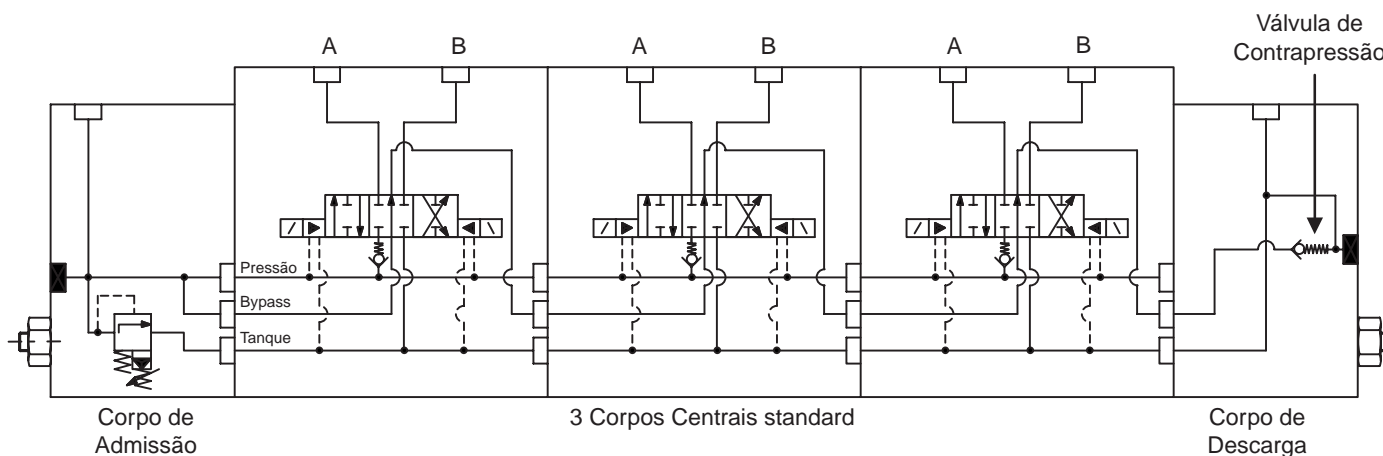 Válvula de
Contrapressão
A B A B A B
Pressão
Bypass
Tanque
Corpo de
Admissão
3 Corpos Centrais standard
Corpo de
Descarga